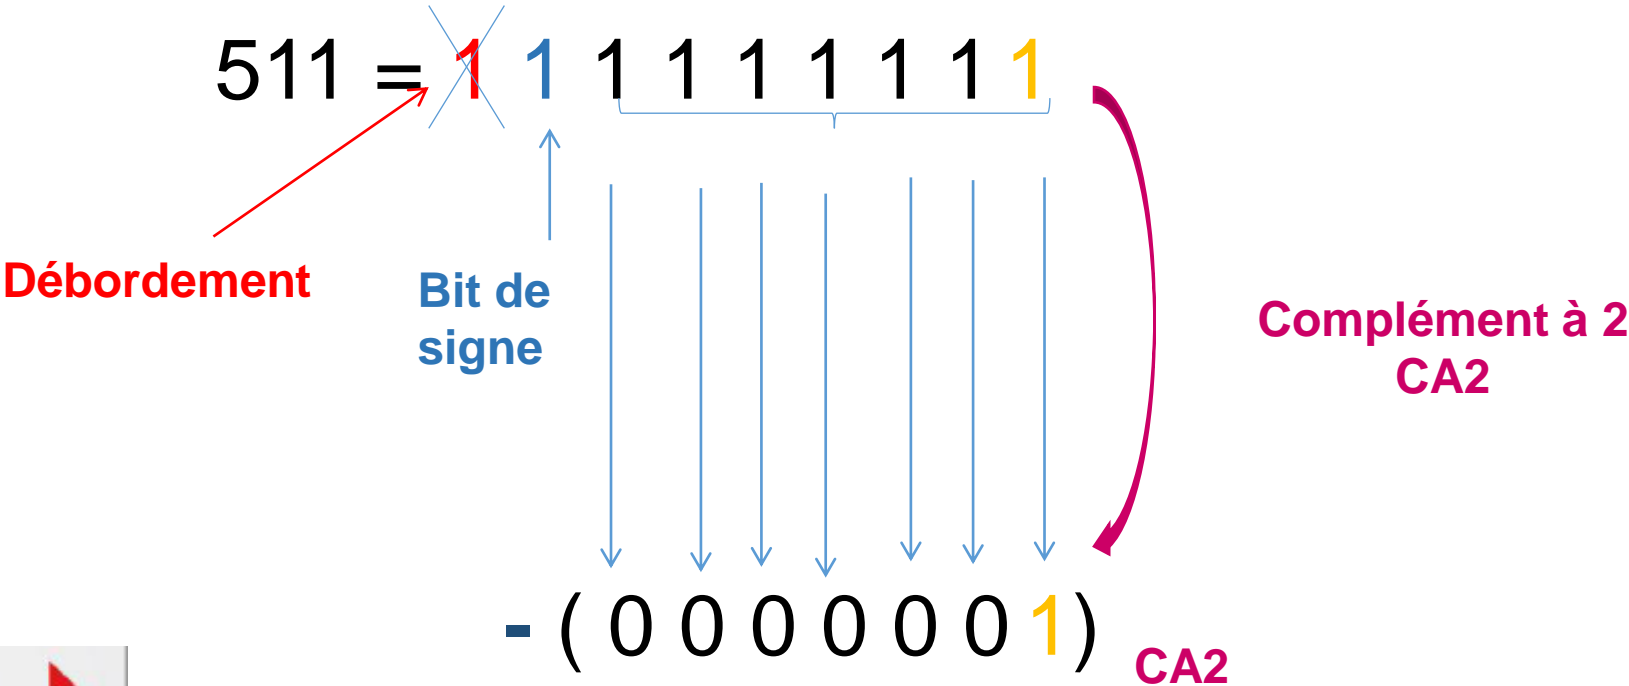 511 = 1 1 1 1 1 1 1 1 1
Débordement
Bit de
signe
Complément à 2
CA2
- ( 0 0 0 0 0 0 1 )
CA2